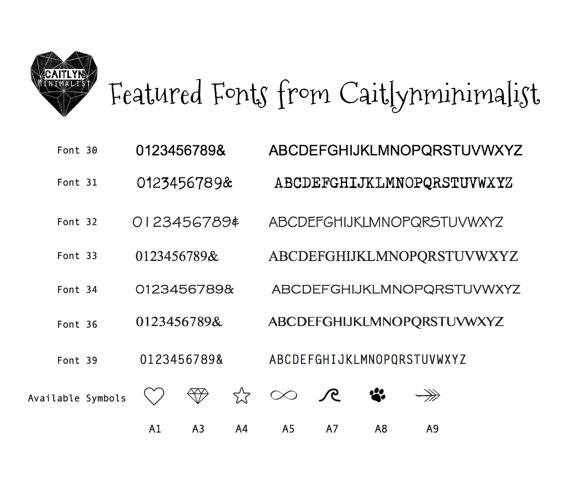 CAITLYN
MINIMALIST
Featured Fonts from Caitlynminimalist
Font 30 0123456789& ABCDEFGHIJKLMNOPQRSTUVWXYZ
Font 31 0123456789& ABCDEFGHIJKLMNOPQRSTUVWXYZ
Font 32 0123456789& ABCDEFGHIJKLMNOPQRSTUVWXYZ
Font 33 0123456789& ABCDEFGHIJKLMNOPQRSTUVWXYZ
Font 34 0123456789& ABCDEFGHIJKLMNOPQRSTUVWXYZ
Font 36 0123456789& ABCDEFGHIJKLMNOPQRSTUVWXYZ
Font 39 0123456789& ABCDEFGHIJKLMNOPQRSTUVWXYZ
Available Symbols
A1 A3 A4 A5 A7 A8 A9